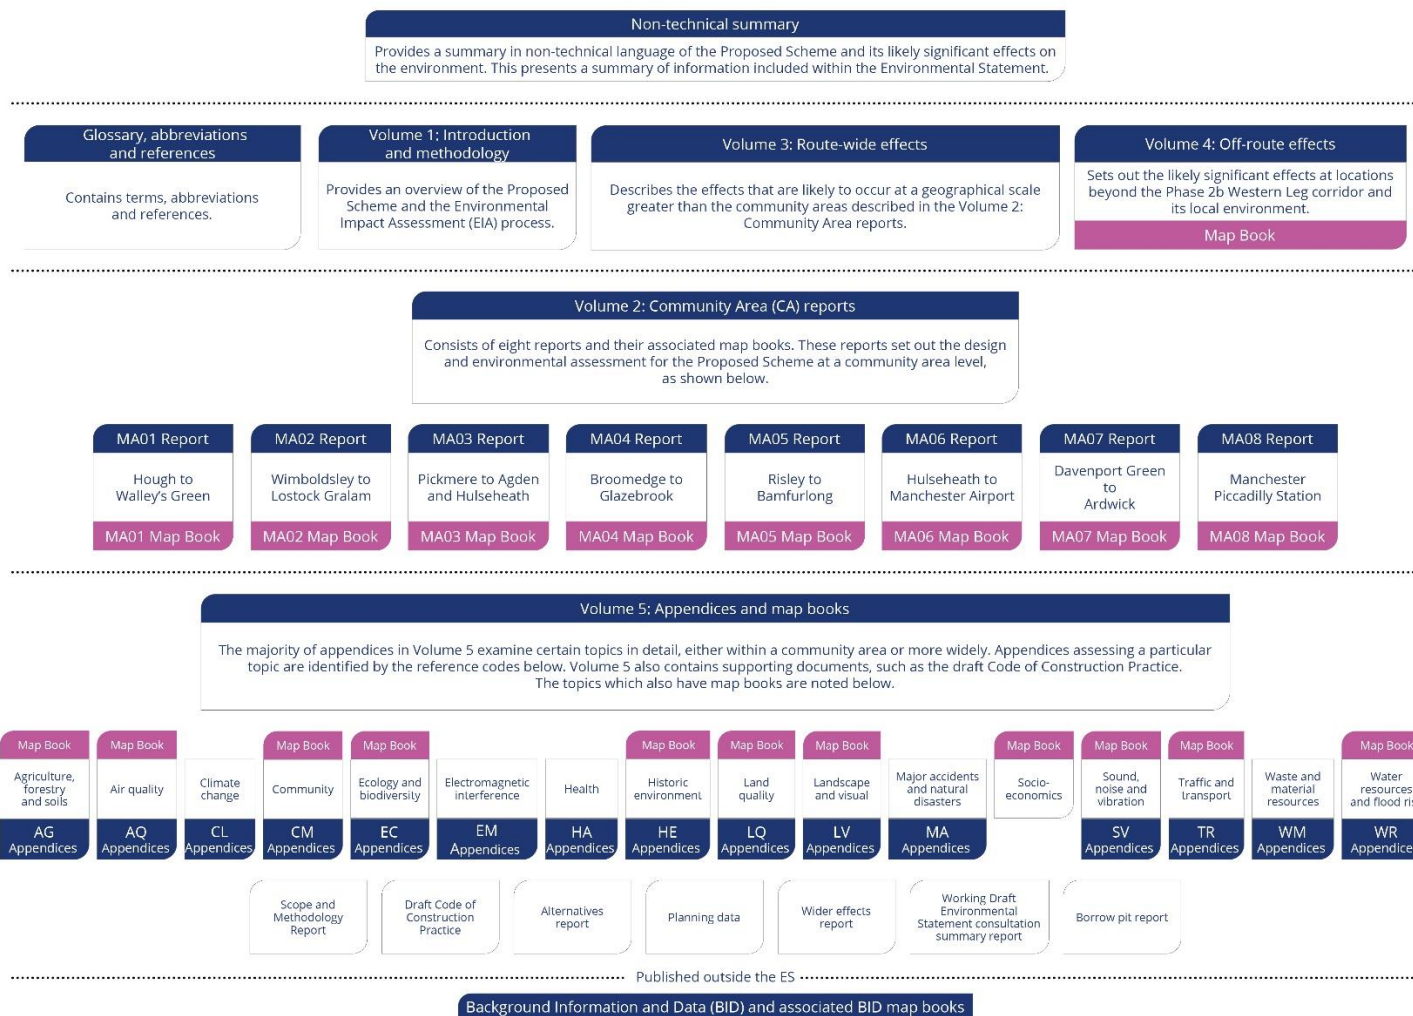 Non-technical summary
Provides a summary in non-technical language of the Proposed Scheme and its likely significant effects on
the environment. This presents a summary of information included within the Environmental Statement.
Glossary, abbreviations
and references
Contains terms, abbreviations
and references.
Volume 1: Introduction
and methodology
Provides an overview of the Proposed
Scheme and the Environmental
Impact Assessment (EIA) process.
Volume 3: Route-wide effects
Describes the effects that are likely to occur at a geographical scale
greater than the community areas described in the Volume 2:
Community Area reports.
Volume 4: Off-route effects
Sets out the likely significant effects at locations
beyond the Phase 2b Western Leg corridor and
its local environment.
Map Book
Volume 2: Community Area (CA) reports
Consists of eight reports and their associated map books. These reports set out the design
and environmental assessment for the Proposed Scheme at a community area level,
as shown below.
MA01 Report
Hough to
Walley's Green
MA01 Map Book
MA02 Report
Wimboldsley to
Lostock Gralam
MA02 Map Book
MA03 Report
Pickmere to Agden
and Hulseheath
MA03 Map Book
MA04 Report
Broomedge to
Glazebrook
MA04 Map Book
MA05 Report
Risley to
Bamfurlong
MA05 Map Book
MA06 Report
Hulseheath to
Manchester Airport
MA06 Map Book
MA07 Report
Davenport Green
to
Ardwick
MA07 Map Book
MA08 Report
Manchester
Piccadilly Station
MA08 Map Book
Volume 5: Appendices and map books
The majority of appendices in Volume 5 examine certain topics in detail, either within a community area or more widely. Appendices assessing a particular
topic are identified by the reference codes below. Volume 5 also contains supporting documents, such as the draft Code of Construction Practice.
The topics which also have map books are noted below.
Map Book
Agriculture,
forestry
and soils
AG
Appendices
Map Book
Air quality
AQ
Appendices
Climate
change
CL
Appendices
Map Book
Community
CM
Appendices
Map Book
Ecology and
biodiversity
EC
Appendices
Electromagnetic
interference
EM
Appendices
Health
HA
Appendices
Map Book
Historic
environment
HE
Appendices
Map Book
Land
quality
LQ
Appendices
Map Book
Landscape
and visual
LV
Appendices
Major accidents
and natural
disasters
MA
Appendices
Map Book
Socio-
economics
Map Book
Sound,
noise and
vibration
SV
Appendices
Map Book
Traffic and
transport
TR
Appendices
Waste and
material
resources
WM
Appendices
Map Book
Water
resources
and flood ris
WR
Appendice
Scope and
Methodology
Report
Draft Code of
Construction
Practice
Alternatives
report
Planning data
Wider effects
report
Working Draft
Environmental
Statement consultation
summary report
Borrow pit report
Published outside the ES
Background Information and Data (BID) and associated BID map books